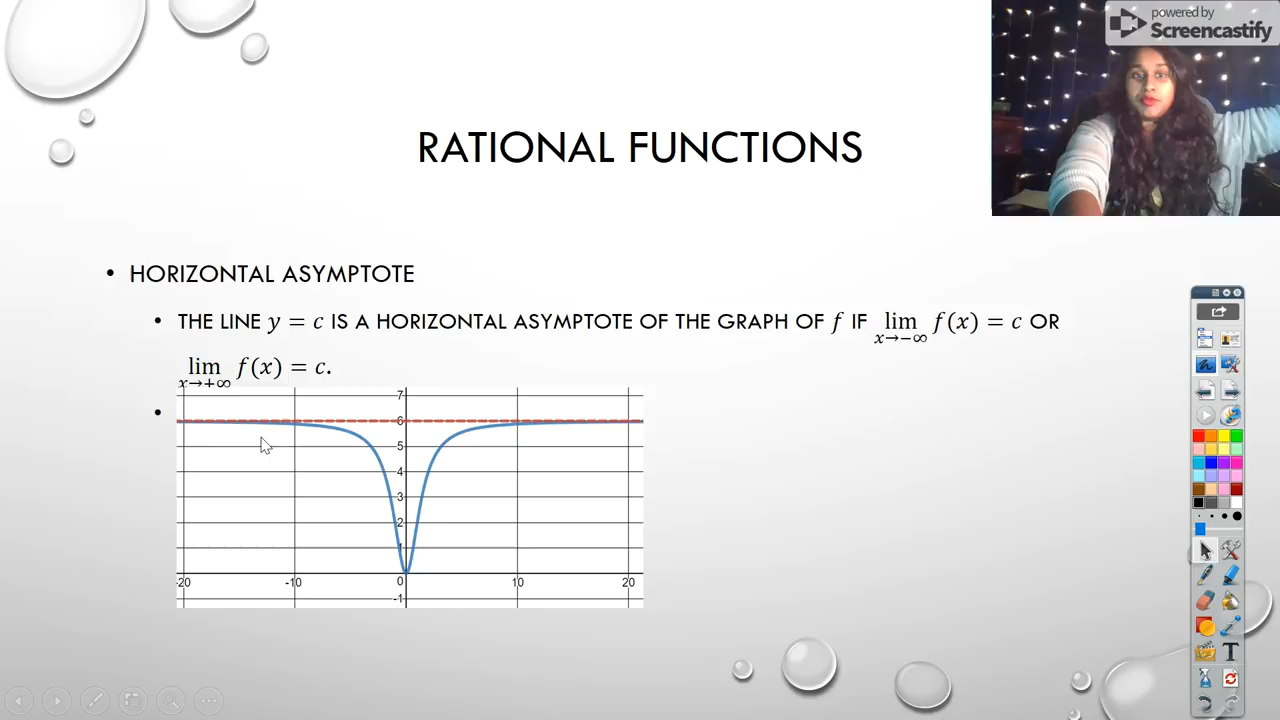 powered by
Screencastify
RATIONAL FUNCTIONS
• HORIZONTAL ASYMPTOTE
• THE LINE y = c IS A HORIZONTAL ASYMPTOTE OF THE GRAPH OF f IF lim x→−∞ f(x) = c OR
lim x→+∞ f(x) = c.
•
7
6
5
4
3
2
1
-20 -10 0 10 20
-1
T